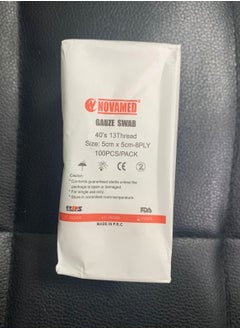 NOVAMED
GAUZE SWAB
40's 13Thread
Size: 5cm x 5cm-8PLY
100PCS/PACK
CAUTION:
* Contents guaranteed sterile unless the
package is open or damaged.
* For single use only.
* Store in controlled room temperature
FDA
MADE IN P.R.C